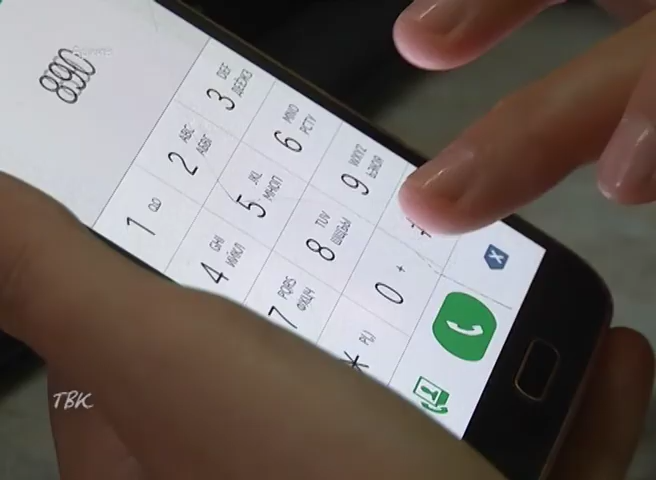 890
1
2 ABC
АБВГ
3 DEF
ДЕЁЖЗ
4 GHI
ИЙКЛ
5 JKL
МНОП
6 MNO
РСТУ
7 PQRS
ФХЦЧ
8 TUV
ШЩЪЫ
9 WXYZ
ЬЭЮЯ
*
0 +
ТВК